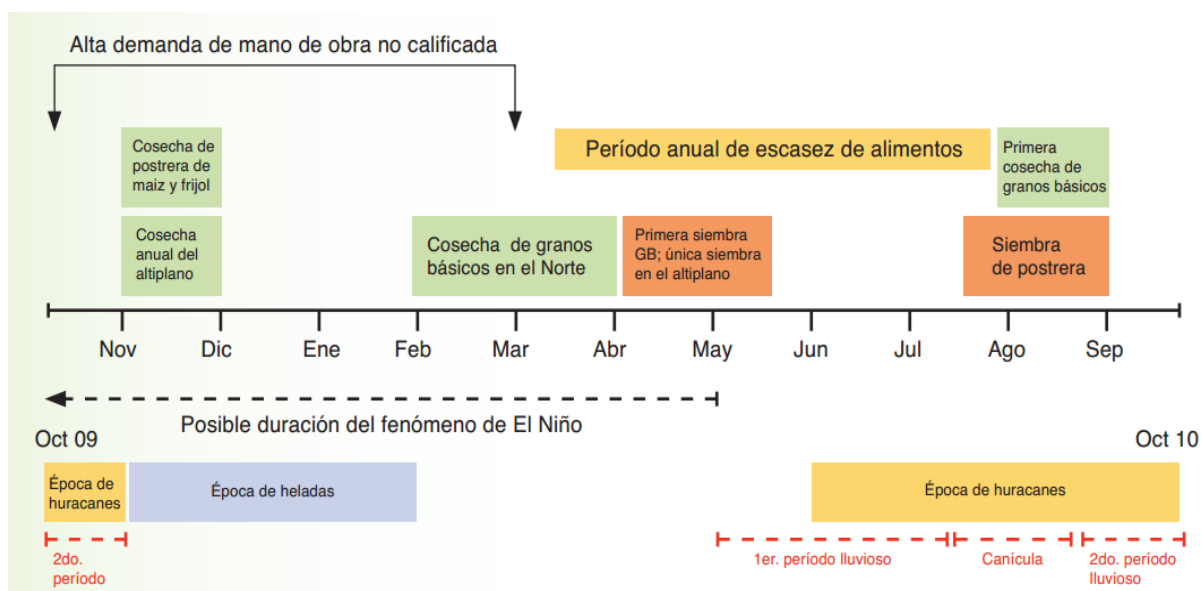 Alta demanda de mano de obra no calificada
Cosecha de
postrera de
maiz y frijol
Período anual de escasez de alimentos
Primera
cosecha de
granos básicos
Cosecha
anual del
altiplano
Cosecha de granos
básicos en el Norte
Primera siembra
GB; única siembra
en el altiplano
Siembra
de postrera
Nov Dic Ene Feb Mar Abr May Jun Jul Ago Sep
Posible duración del fenómeno de El Niño
Oct 09
Oct 10
Época de
huracanes
Época de heladas
Época de huracanes
2do.
período
1er. período lluvioso
Canícula
2do. período
lluvioso